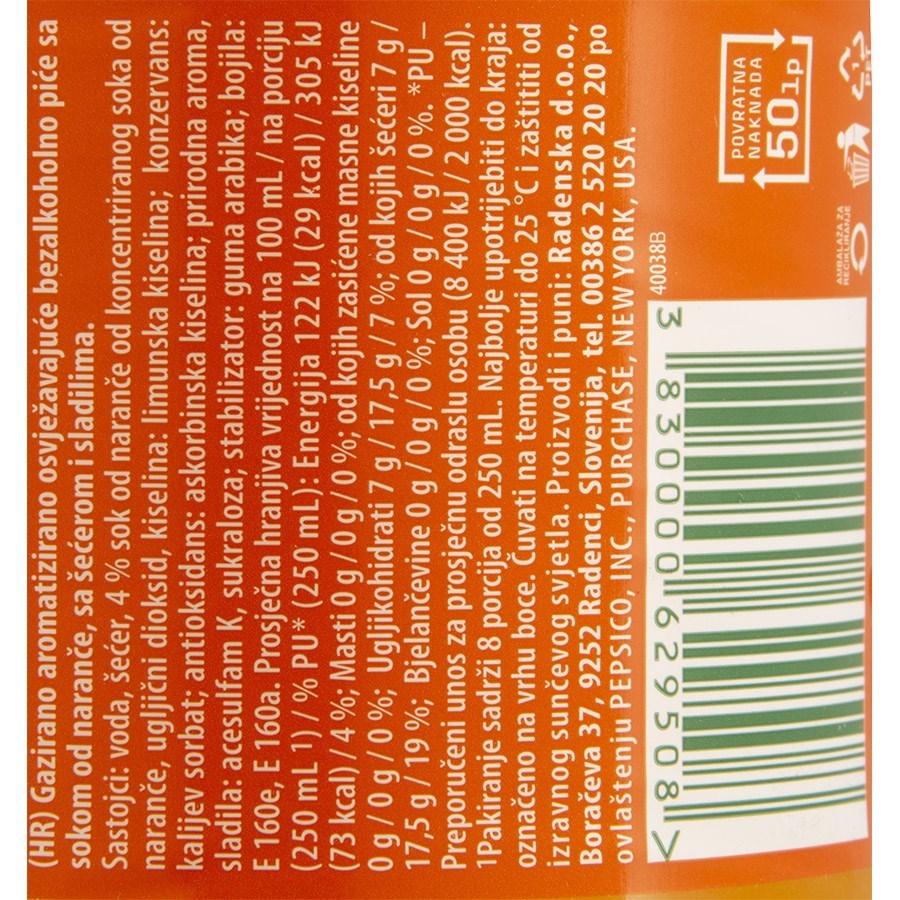 (HR) Gazirano aromatizirano osvježavajuće bezalkoholno piće sa
sokom od naranče, sa šećerom i sladilima.
Sastojci: voda, šećer, 4 % sok od naranče od koncentriranog soka od
naranče, ugljični dioksid, kiselina: limunska kiselina; konzervans:
kalijev sorbat; antioksidans: askorbinska kiselina; prirodna aroma,
sladila: acesulfam K, sukraloza; stabilizator: guma arabika; bojila:
E 160e, E 160a. Prosječna hranjiva vrijednost na 100 mL / na porciju
(250 mL 1) / % PU* (250 mL): Energija 122 kJ (29 kcal) / 305 kJ
(73 kcal) / 4 %; Masti 0 g / 0 g / 0 %; od kojih zasićene masne kiseline
0 g / 0 g / 0 %; Ugljikohidrati 7 g / 17,5 g / 7 %; od kojih šećeri 7 g /
17,5 g / 19 %; Bjelančevine 0 g / 0 g / 0 %; Sol 0 g / 0 g / 0 %. *PU –
Preporučeni unos za prosječnu odraslu osobu (8 400 kJ / 2 000 kcal).
1Pakiranje sadrži 8 porcija od 250 mL. Najbolje upotrijebiti do kraja:
označeno na vrhu boce. Čuvati na temperaturi do 25 °C i zaštititi od
izravnog sunčevog svjetla. Proizvodi i puni: Radenska d.o.o.,
Boračeva 37, 9252 Radenci, Slovenija, tel. 00386 2 520 20 20 po
ovlaštenju PEPSICO, INC., PURCHASE, NEW YORK, USA.
40038B
3 830006 629508 >
POVRATNA
NAKNADA
50lp
AMBALAŽA ZA
RECIKLIRANJE
1